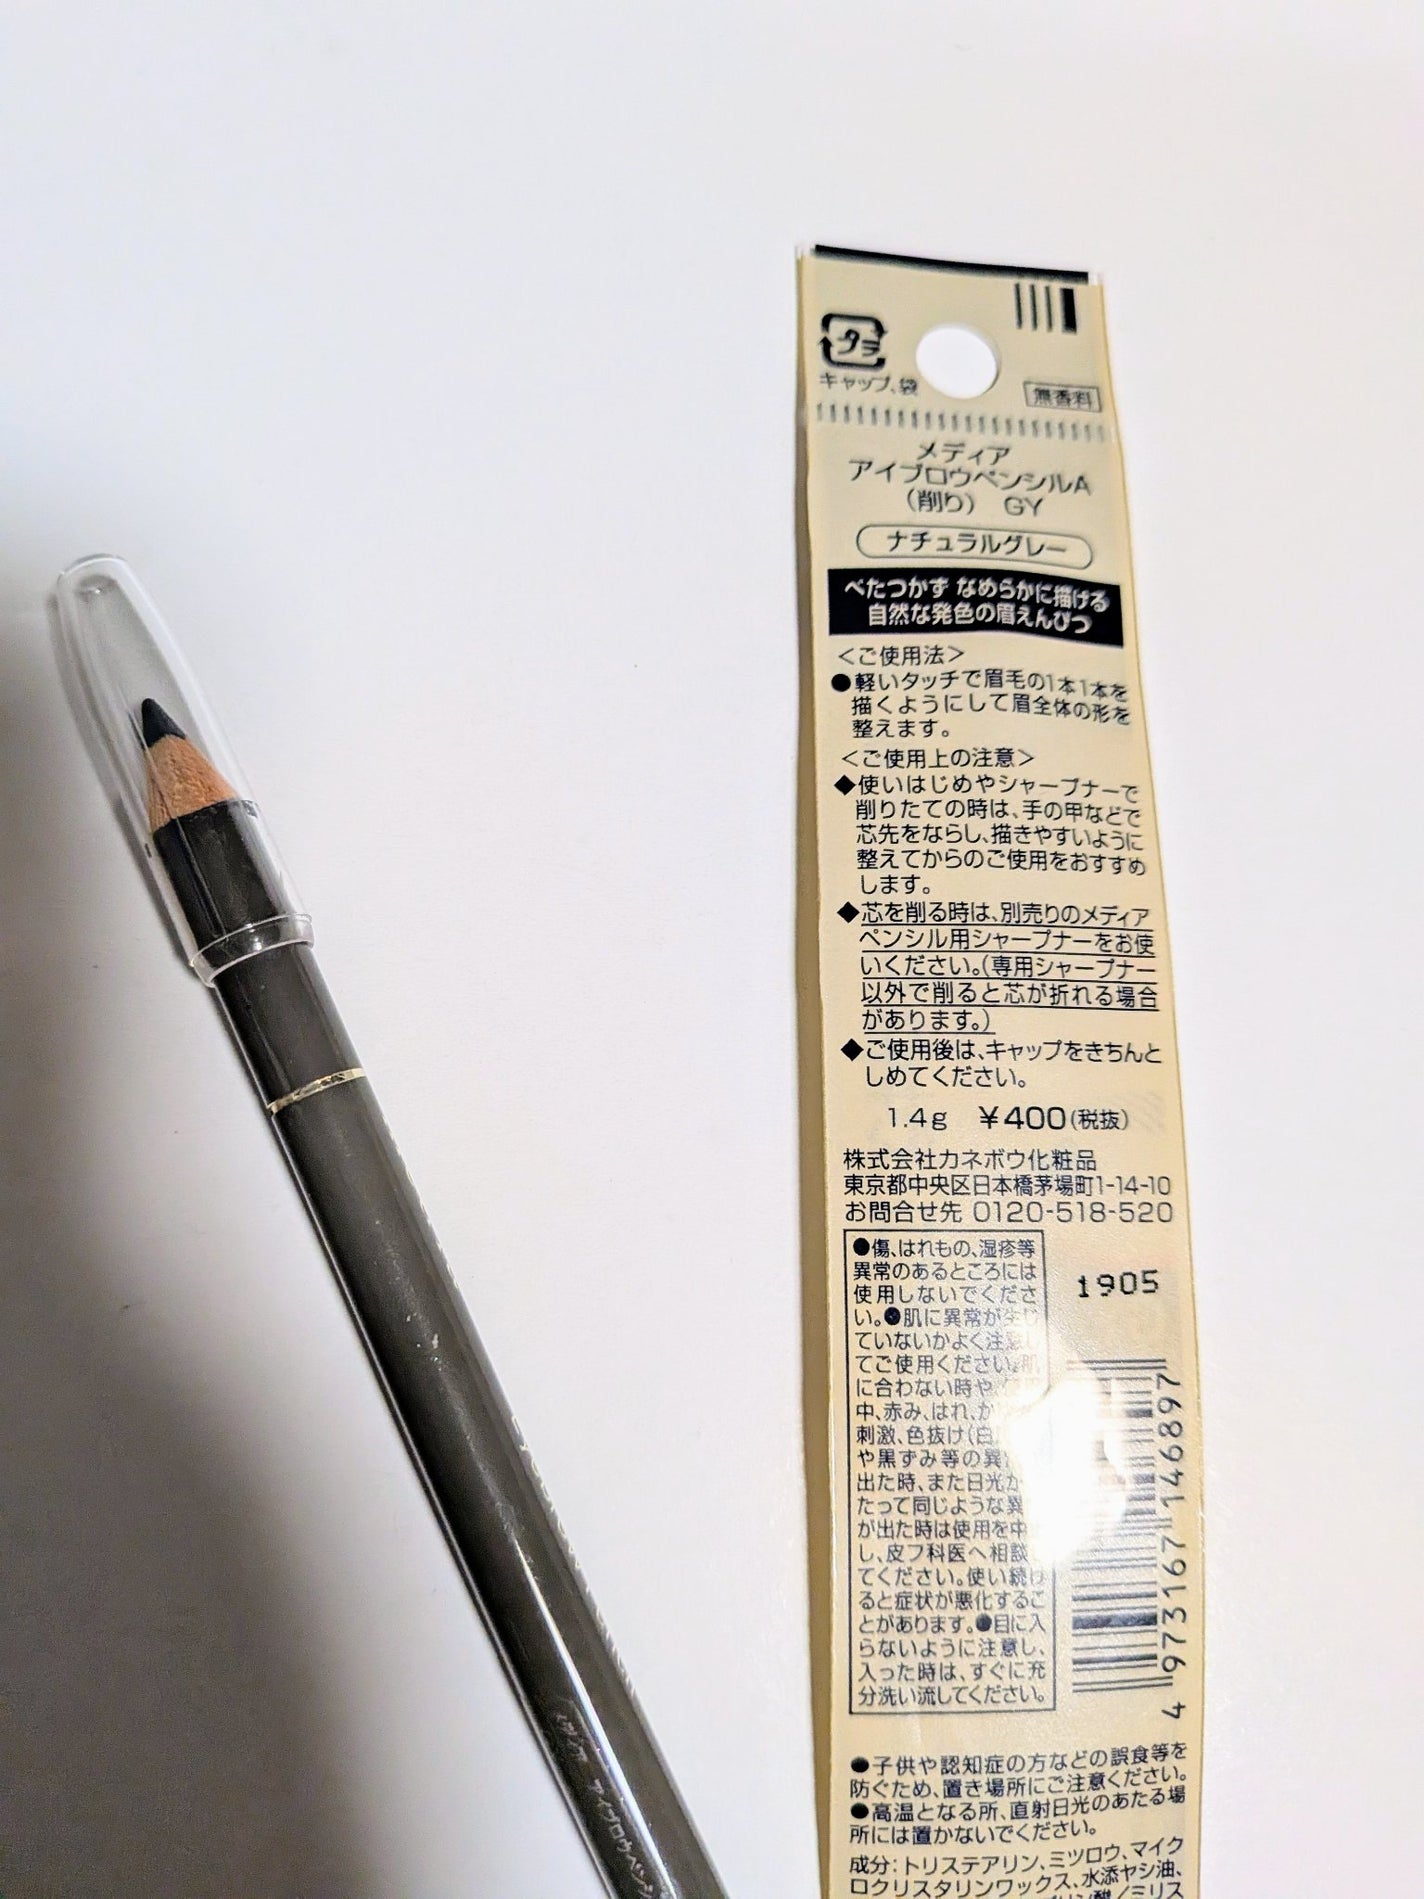 プラ
キャップ、袋
無香料
メディア
アイブロウペンシルA
(削り) GY
ナチュラルグレー
べたつかず なめらかに描ける
自然な発色の眉えんぴつ
<ご使用法>
●軽いタッチで眉毛の1本1本を
描くようにして眉全体の形を
整えます。
<ご使用上の注意>
◆使いはじめやシャープナーで
削りたての時は、手の甲などで
芯先をならし、描きやすいように
整えてからのご使用をおすすめ
します。
◆芯を削る時は、別売りのメディア
ペンシル用シャープナーをお使
いください。(専用シャープナー
以外で削ると芯が折れる場合
があります。)
◆ご使用後は、キャップをきちんと
しめてください。
1.4g ¥400(税抜)
株式会社カネボウ化粧品
東京都中央区日本橋茅場町1-14-10
お問合せ先 0120-518-520
●傷、はれもの、湿疹等
異常のあるところには
使用しないでくださ
い。●肌に異常が生じ
ていないかよく注意し
てご使用ください。肌
に合わない時や、使
中、赤み、はれ、か
刺激、色抜け(白
や黒ずみ等の異
出た時、また日光が
たって同じような異
が出た時は使用を中
し、皮フ科医へ相談
てください。使い続け
ると症状が悪化するこ
とがあります。●目に入
らないように注意し、
入った時は、すぐに充
分洗い流してください。
1905
4 973167 146897
●子供や認知症の方などの誤食等を
防ぐため、置き場所にご注意ください。
●高温となる所、直射日光のあたる場
所には置かないでください。
成分:トリステアリン、ミツロウ、マイク
ロクリスタリンワックス、水添ヤシ油、
メディア アイブロウペンシ